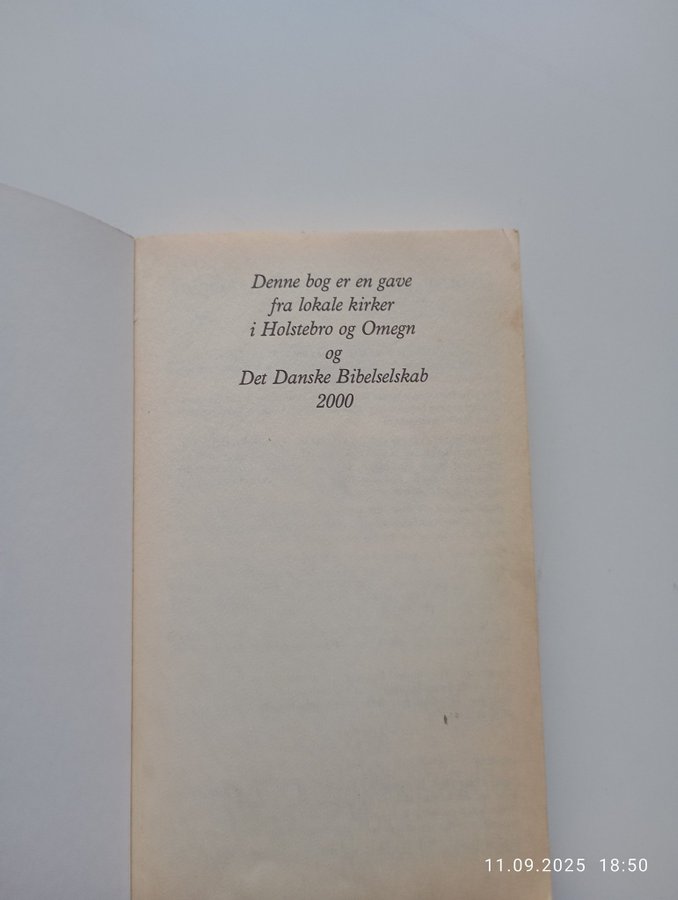 Denne bog er en gave
fra lokale kirker
i Holstebro og Omegn
og
Det Danske Bibelselskab
2000
11.09.2025 18:50